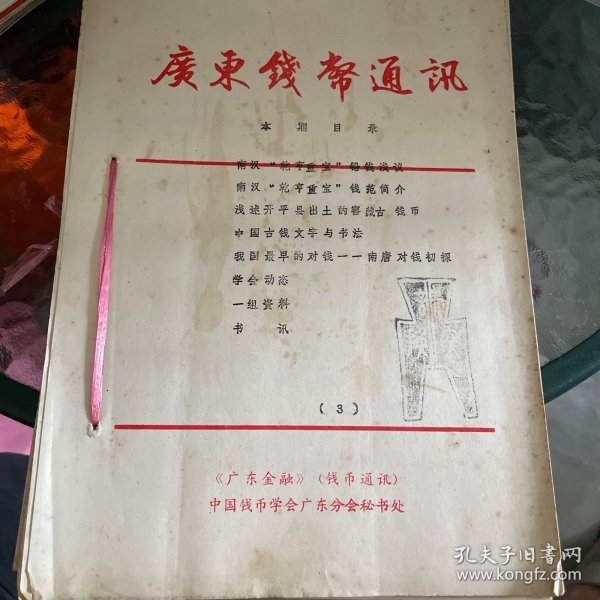 廣東錢幣通訊
本期目录
南汉“乾亨重宝”铅钱浅议
南汉“乾亨重宝”钱范简介
浅述开平县出土的窖藏古钱币
中国古钱文字与书法
我国最早的对钱一一南唐对钱初探
学会动态
一组资料
书讯
(3)
《广东金融》(钱币通讯)
中国钱币学会广东分会秘书处
孔夫子旧书网
www.kongfz.com